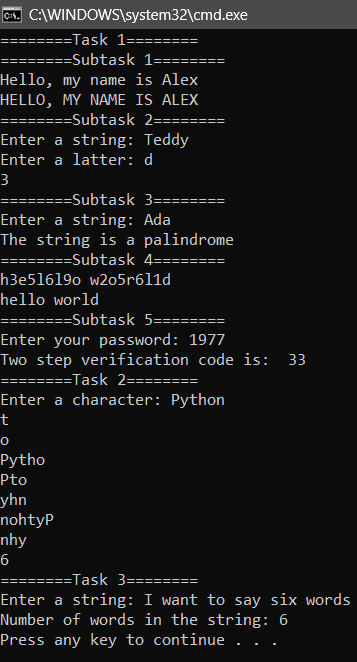 C:\WINDOWS\system32\cmd.exe
========Task 1========
========Subtask 1========
Hello, my name is Alex
HELLO, MY NAME IS ALEX
========Subtask 2========
Enter a string: Teddy
Enter a latter: d
3
========Subtask 3========
Enter a string: Ada
The string is a palindrome
========Subtask 4========
h3e5l6l9o w2o5r6l1d
hello world
========Subtask 5========
Enter your password: 1977
Two step verification code is:  33
========Task 2========
Enter a character: Python
t
o
Pytho
Pto
yhn
nohtyP
nhy
6
========Task 3========
Enter a string: I want to say six words
Number of words in the string: 6
Press any key to continue . . .